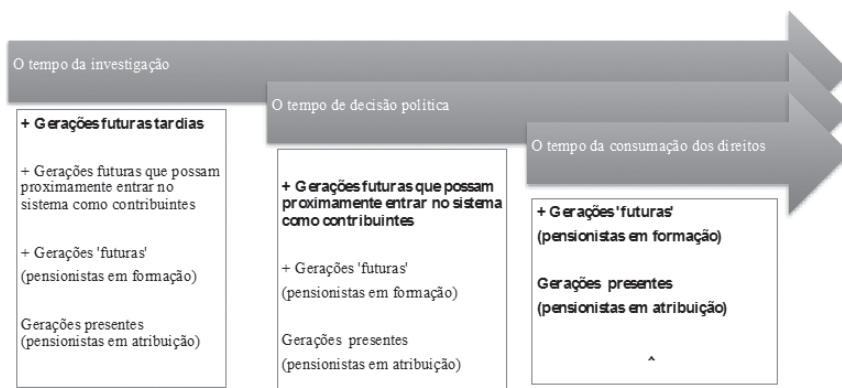 O tempo da investigação
+ Gerações futuras tardias
+ Gerações futuras que possam
proximamente entrar no
sistema como contribuintes
+ Gerações 'futuras'
(pensionistas em formação)
Gerações presentes
(pensionistas em atribuição)
O tempo de decisão politica
+ Gerações futuras que possam
proximamente entrar no sistema
como contribuintes
+ Gerações 'futuras'
(pensionistas em formação)
Gerações presentes
(pensionistas em atribuição)
O tempo da consumação dos direitos
+ Gerações 'futuras'
(pensionistas em formação)
Gerações presentes
(pensionistas em atribuição)
^